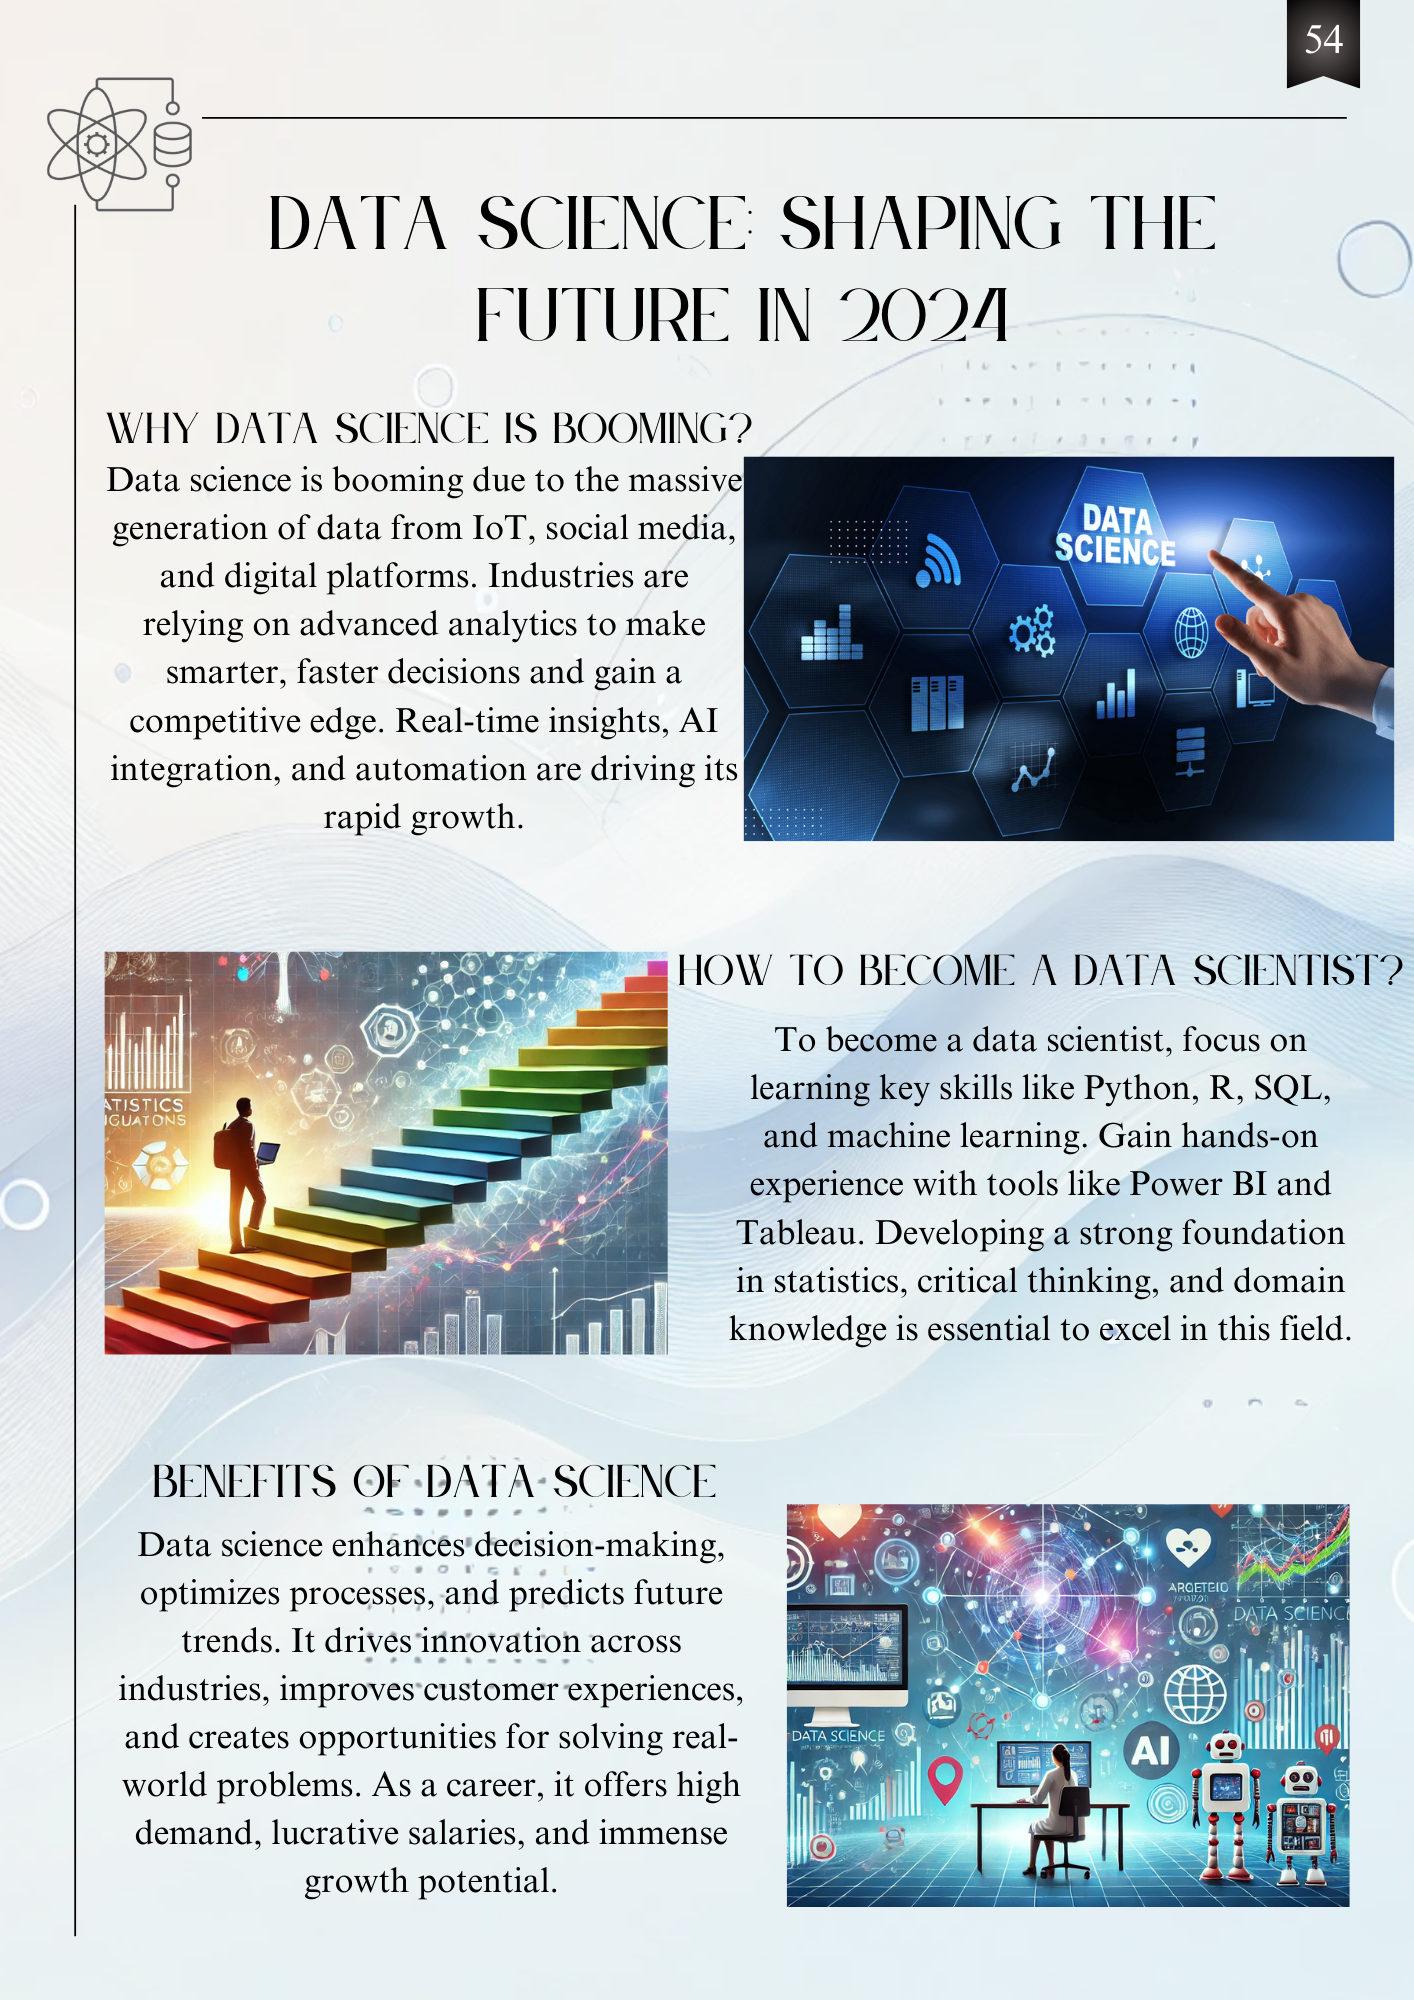 54
DATA SCIENCE: SHAPING THE
FUTURE IN 2024
WHY DATA SCIENCE IS BOOMING?
Data science is booming due to the massive
generation of data from IoT, social media,
and digital platforms. Industries are
relying on advanced analytics to make
smarter, faster decisions and gain a
competitive edge. Real-time insights, AI
integration, and automation are driving its
rapid growth.
DATA
SCIENCE
ATISTICS
HOW TO BECOME A DATA SCIENTIST?
To become a data scientist, focus on
learning key skills like Python, R, SQL,
and machine learning. Gain hands-on
experience with tools like Power BI and
Tableau. Developing a strong foundation
in statistics, critical thinking, and domain
knowledge is essential to excel in this field.
BENEFITS OF DATA SCIENCE
Data science enhances decision-making,
optimizes processes, and predicts future
trends. It drives innovation across
industries, improves customer experiences,
and creates opportunities for solving real-
world problems. As a career, it offers high
demand, lucrative salaries, and immense
growth potential.
ARGETEIO
DATA SCIENC
DATA SCIENCE
AI